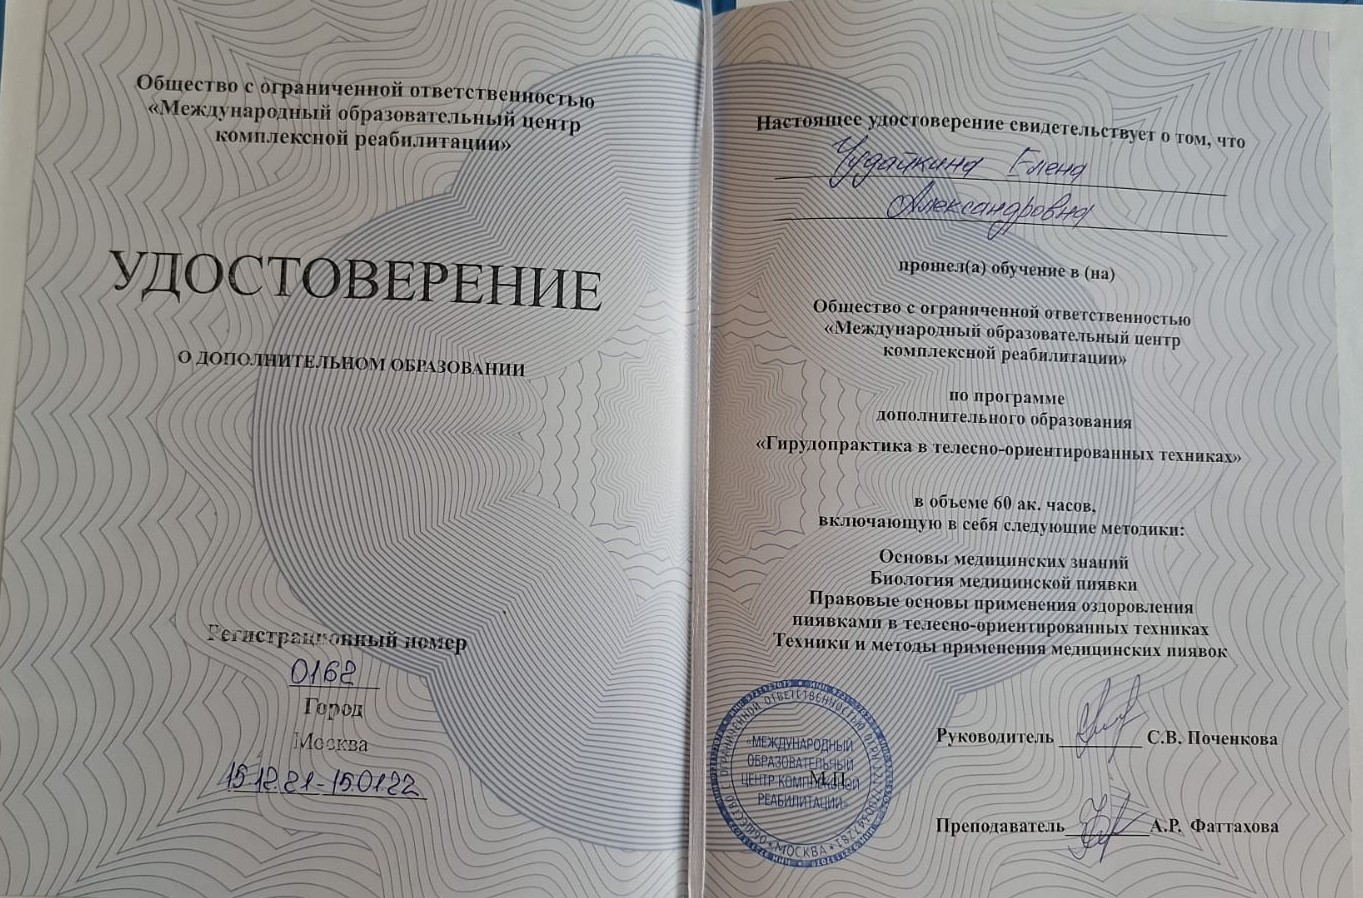 Общество с ограниченной ответственностью
«Международный образовательный центр
комплексной реабилитации»
УДОСТОВЕРЕНИЕ
О ДОПОЛНИТЕЛЬНОМ ОБРАЗОВАНИИ
Регистрационный номер
0162
Город
Москва
15.12.21-15.01.22
Настоящее удостоверение свидетельствует о том, что
Чудайкина Елена
Александровна
прошел(а) обучение в (на)
Общество с ограниченной ответственностью
«Международный образовательный центр
комплексной реабилитации»
по программе
дополнительного образования
«Гирудопрактика в телесно-ориентированных техниках»
в объеме 60 ак. часов,
включающую в себя следующие методики:
Основы медицинских знаний
Биология медицинской пиявки
Правовые основы применения оздоровления
пиявками в телесно-ориентированных техниках
Техники и методы применения медицинских пиявок
Руководитель С.В. Поченкова
М.П.
Преподаватель А.Р. Фаттахова
«МЕЖДУНАРОДНЫЙ
ОБРАЗОВАТЕЛЬНЫЙ
ЦЕНТР КОМПЛЕКСНОЙ
РЕАБИЛИТАЦИИ»
ОБЩЕСТВО С ОГРАНИЧЕННОЙ ОТВЕТСТВЕННОСТЬЮ
МОСКВА